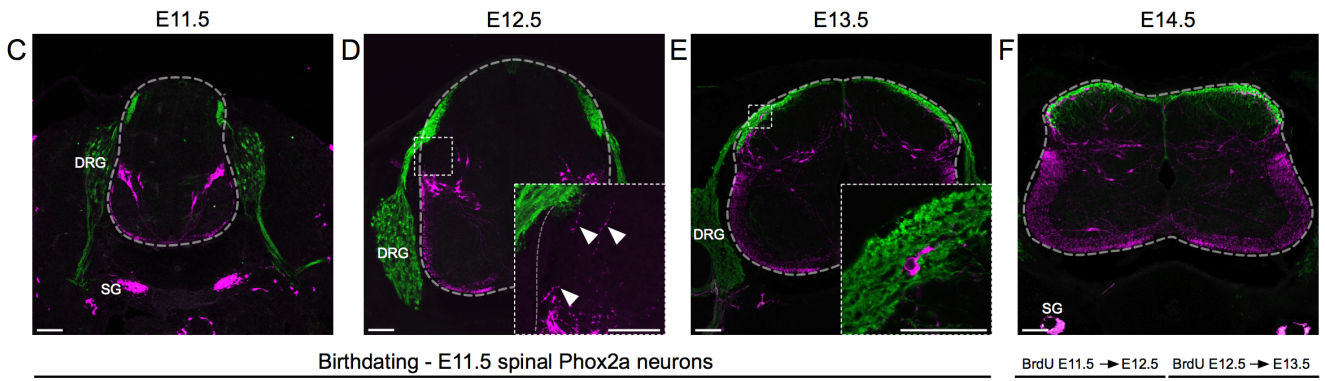 E11.5
E12.5
E13.5
E14.5
C
D
E
F
DRG
SG
DRG
DRG
SG
Birthdating - E11.5 spinal Phox2a neurons
BrdU E11.5 → E12.5
BrdU E12.5 → E13.5